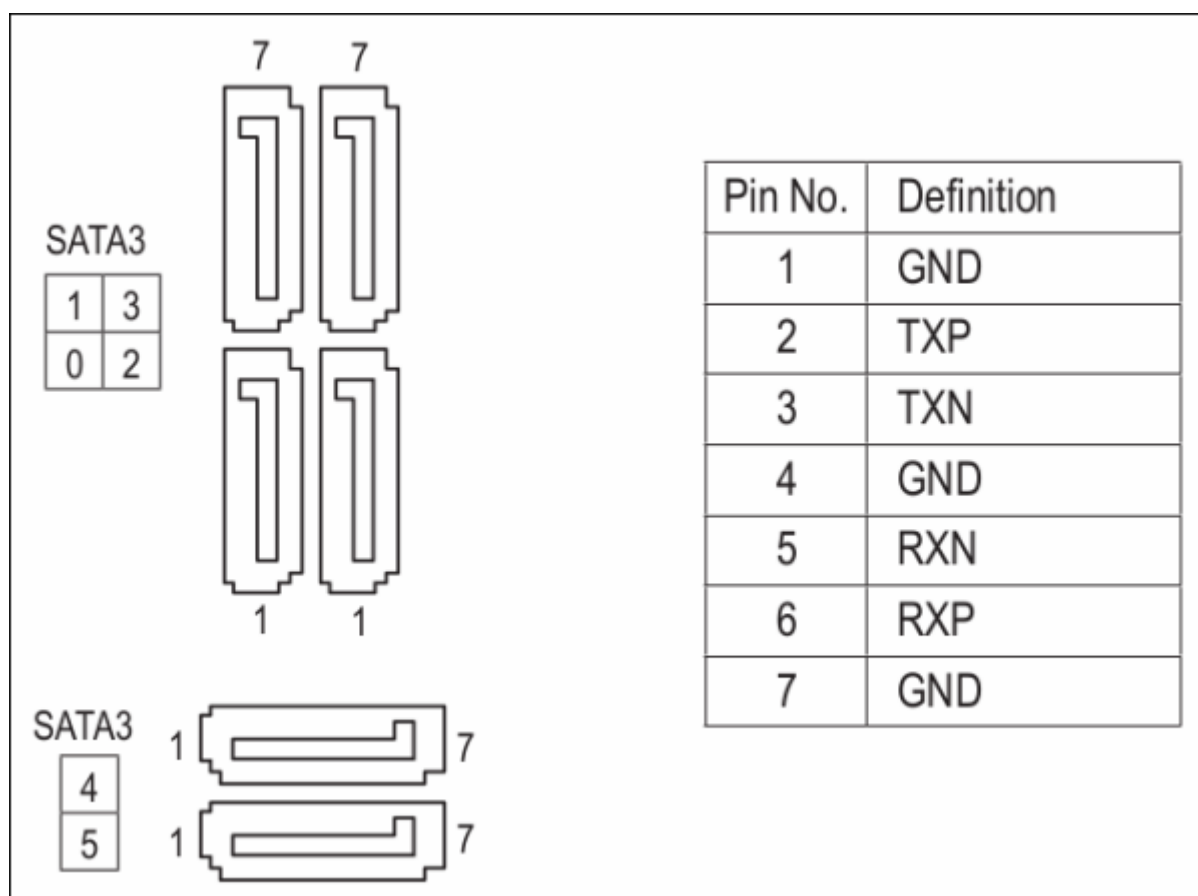 7 7
SATA3
1 3
0 2
1 1
SATA3
4
5
1 7
1 7
Pin No. Definition
1 GND
2 TXP
3 TXN
4 GND
5 RXN
6 RXP
7 GND